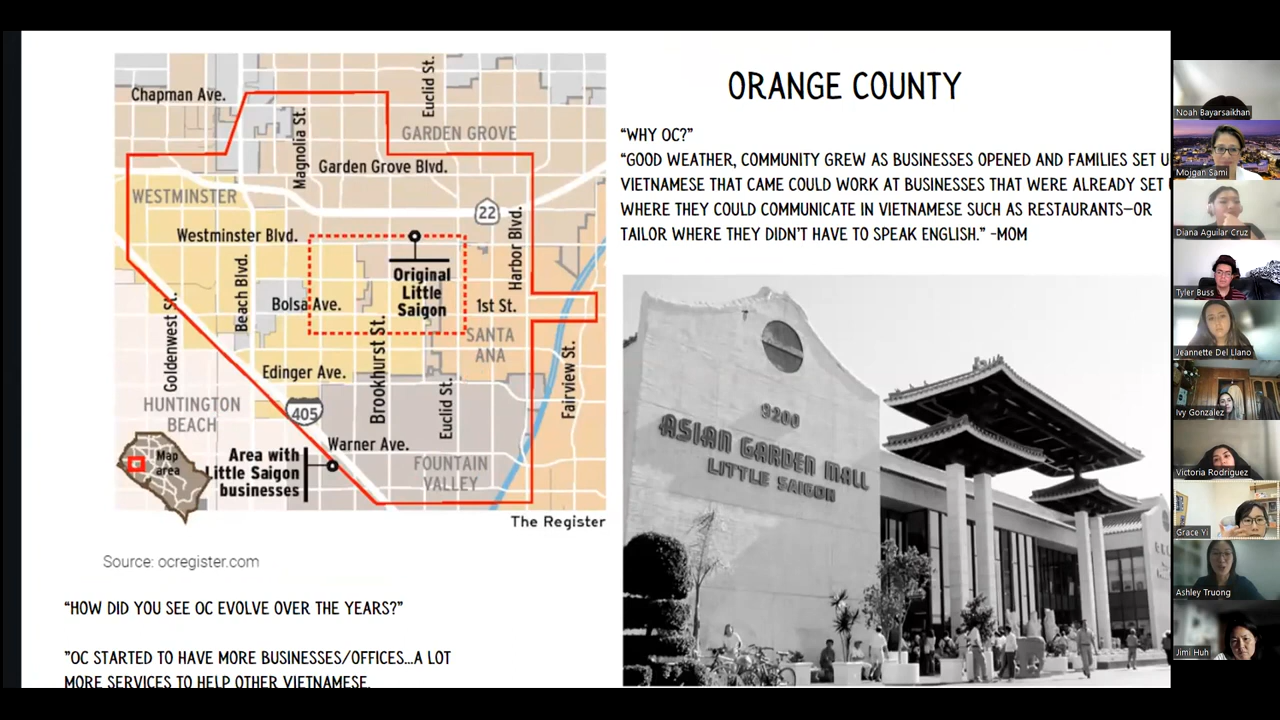 ORANGE COUNTY
“WHY OC?”
“GOOD WEATHER, COMMUNITY GREW AS BUSINESSES OPENED AND FAMILIES SET U
VIETNAMESE THAT CAME COULD WORK AT BUSINESSES THAT WERE ALREADY SET
WHERE THEY COULD COMMUNICATE IN VIETNAMESE SUCH AS RESTAURANTS—OR
TAILOR WHERE THEY DIDN'T HAVE TO SPEAK ENGLISH.” -MOM
Chapman Ave.
Euclid St.
Magnolia St.
GARDEN GROVE
Garden Grove Blvd.
WESTMINSTER
22
Westminster Blvd.
Harbor Blvd.
Beach Blvd.
Original
Little
Saigon
Bolsa Ave.
1st St.
Goldenwest St.
Brookhurst St.
SANTA
ANA
Edinger Ave.
Fairview St.
HUNTINGTON
BEACH
405
Euclid St.
Warner Ave.
Map
area
Area with
Little Saigon
businesses
FOUNTAIN
VALLEY
The Register
Source: ocregister.com
“HOW DID YOU SEE OC EVOLVE OVER THE YEARS?”
”OC STARTED TO HAVE MORE BUSINESSES/OFFICES...A LOT
MORE SERVICES TO HELP OTHER VIETNAMESE.
9200
ASIAN GARDEN MALL
LITTLE SAIGON
Noah Bayarsaikhan
Mojgan Sami
Diana Aguilar Cruz
Tyler Buss
Jeannette Del Llano
Ivy Gonzalez
Victoria Rodriguez
Grace Yi
Ashley Truong
Jimi Huh